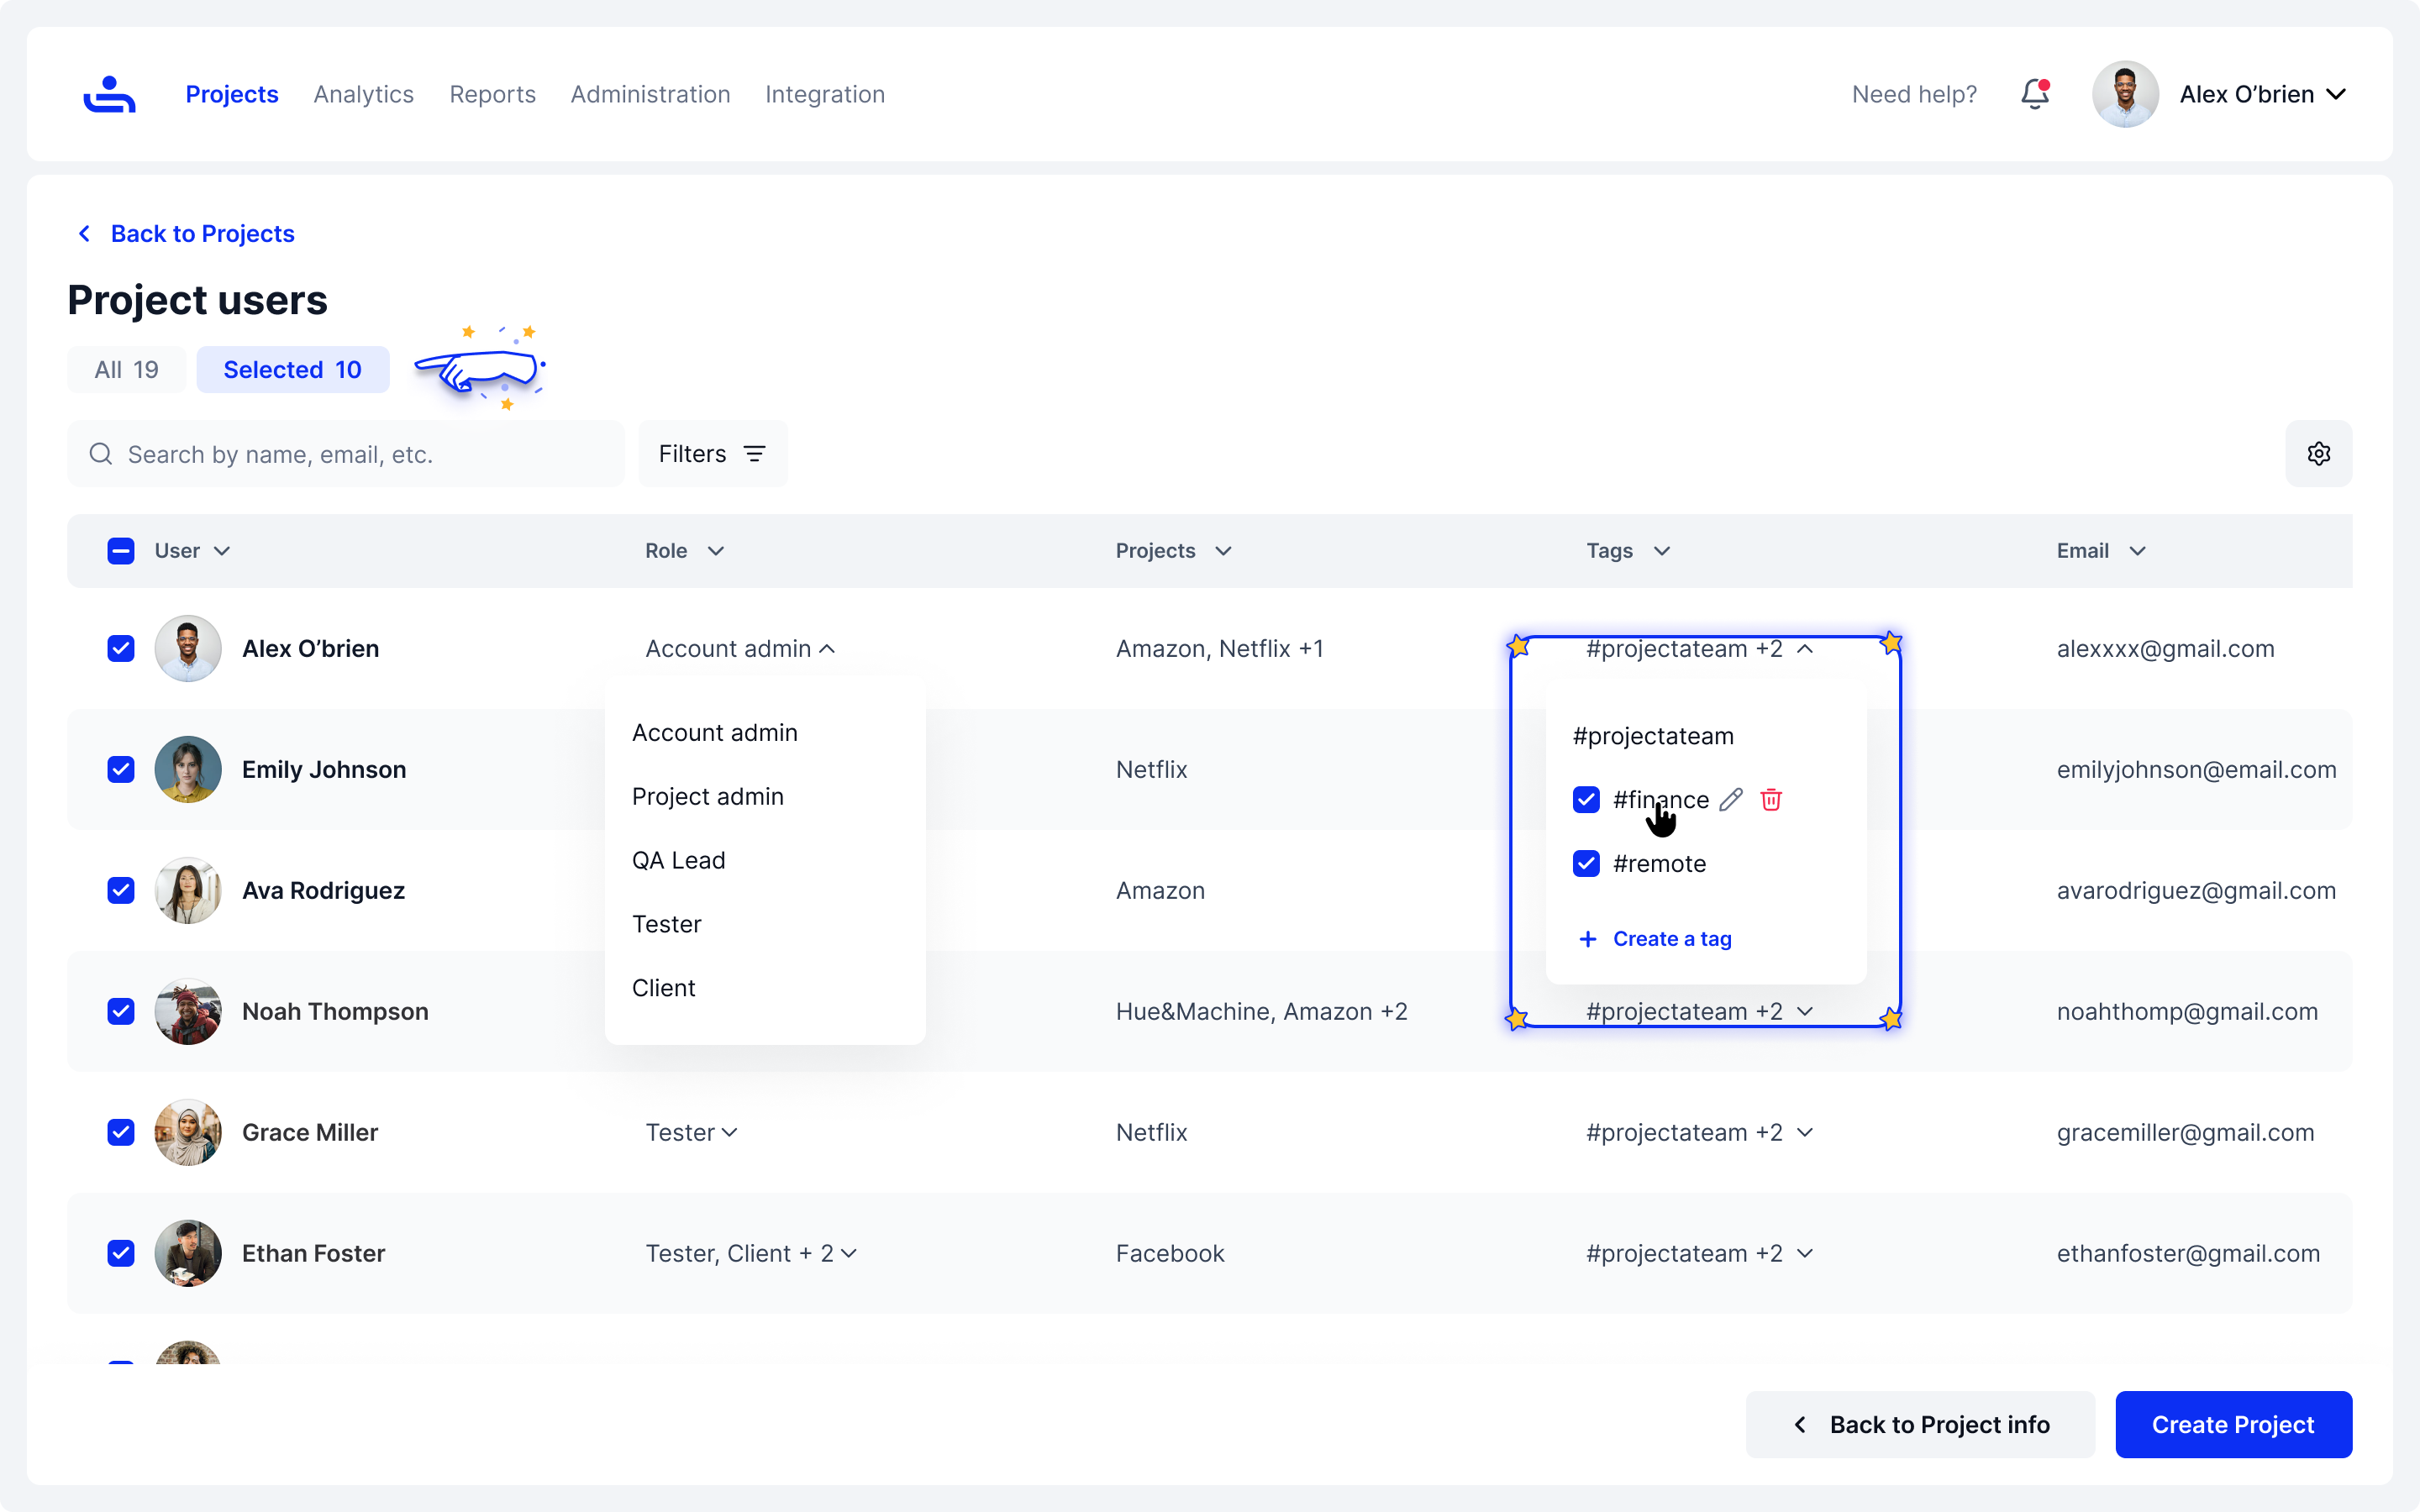 Projects Analytics Reports Administration Integration Need help? Alex O’brien
Back to Projects
Project users
All 19 Selected 10
Search by name, email, etc. Filters
User Role Projects Tags Email
Alex O’brien Account admin Amazon, Netflix +1 #projectateam +2 alexxxx@gmail.com
Account admin
#projectateam
Emily Johnson Netflix emilyjohnson@email.com
Project admin
#finance
QA Lead
#remote
Ava Rodriguez Amazon avarodriguez@gmail.com
Tester
Create a tag
Client
Noah Thompson Hue&Machine, Amazon +2 #projectateam +2 noahthomp@gmail.com
Grace Miller Tester Netflix #projectateam +2 gracemiller@gmail.com
Ethan Foster Tester, Client + 2 Facebook #projectateam +2 ethanfoster@gmail.com
Back to Project info Create Project